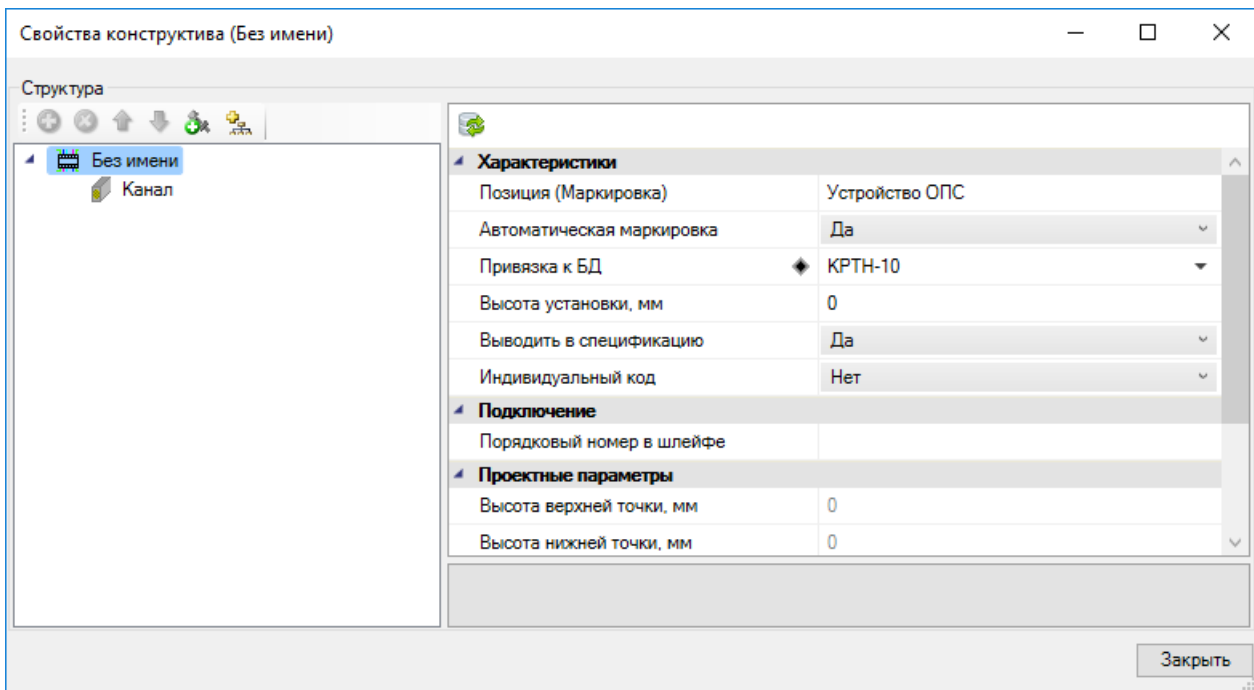 Свойства конструктива (Без имени)
Структура
Без имени
Канал
Характеристики
Позиция (Маркировка) Устройство ОПС
Автоматическая маркировка Да
Привязка к БД КРТН-10
Высота установки, мм 0
Выводить в спецификацию Да
Индивидуальный код Нет
Подключение
Порядковый номер в шлейфе
Проектные параметры
Высота верхней точки, мм 0
Высота нижней точки, мм 0
Закрыть